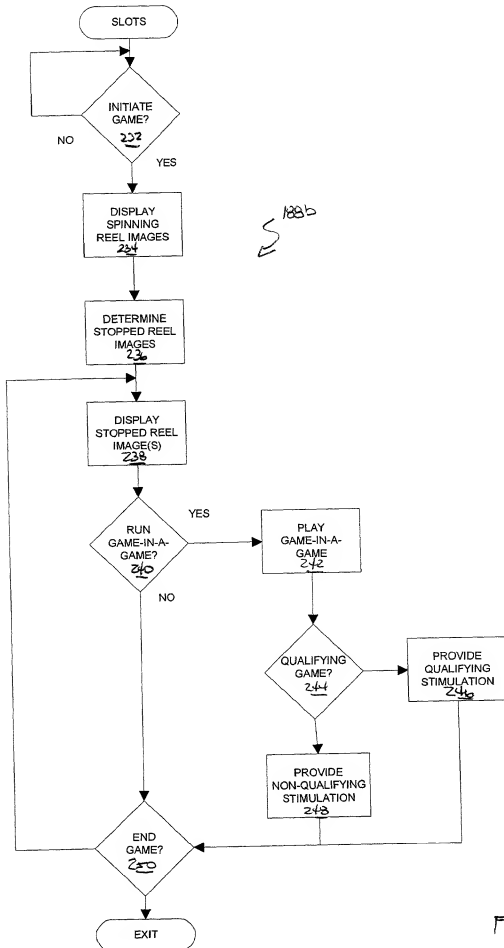 SLOTS
INITIATE
GAME?
232
NO
YES
188b
DISPLAY
SPINNING
REEL IMAGES
234
DETERMINE
STOPPED REEL
IMAGES
236
DISPLAY
STOPPED REEL
IMAGE(S)
238
YES
RUN
GAME-IN-A-
GAME?
240
NO
PLAY
GAME-IN-A-
GAME
242
QUALIFYING
GAME?
244
PROVIDE
QUALIFYING
STIMULATION
246
PROVIDE
NON-QUALIFYING
STIMULATION
248
END
GAME?
250
EXIT
F